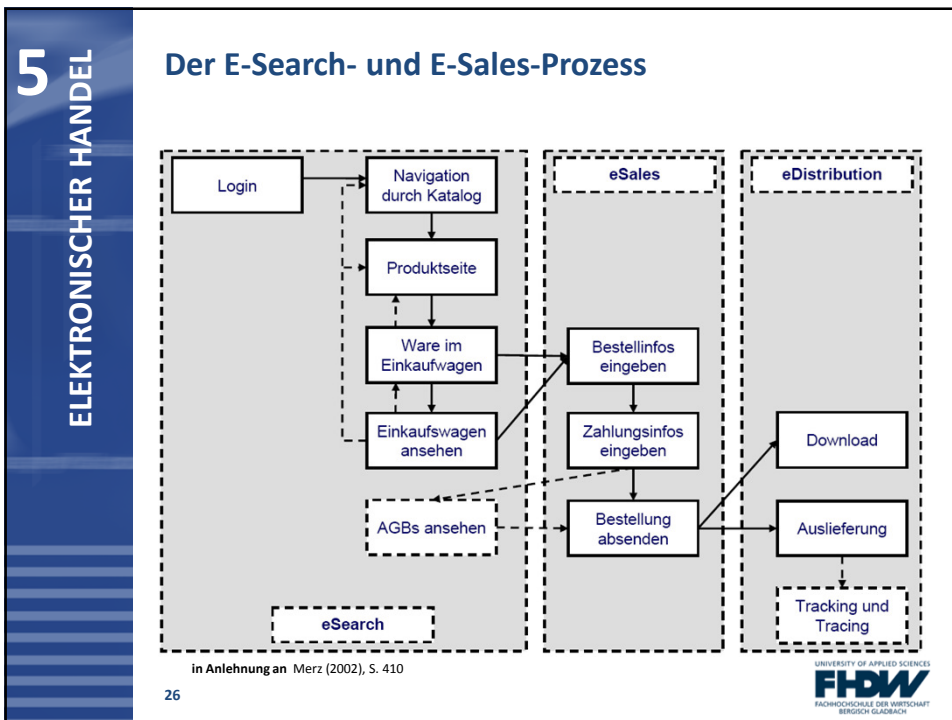 5
ELEKTRONISCHER HANDEL
Der E-Search- und E-Sales-Prozess
Login
Navigation
durch Katalog
Produktseite
Ware im
Einkaufwagen
Einkaufswagen
ansehen
AGBs ansehen
eSearch
eSales
Bestellinfos
eingeben
Zahlungsinfos
eingeben
Bestellung
absenden
eDistribution
Download
Auslieferung
Tracking und
Tracing
in Anlehnung an Merz (2002), S. 410
26
UNIVERSITY OF APPLIED SCIENCES
FHDW
FACHHOCHSCHULE DER WIRTSCHAFT
BERGISCH GLADBACH